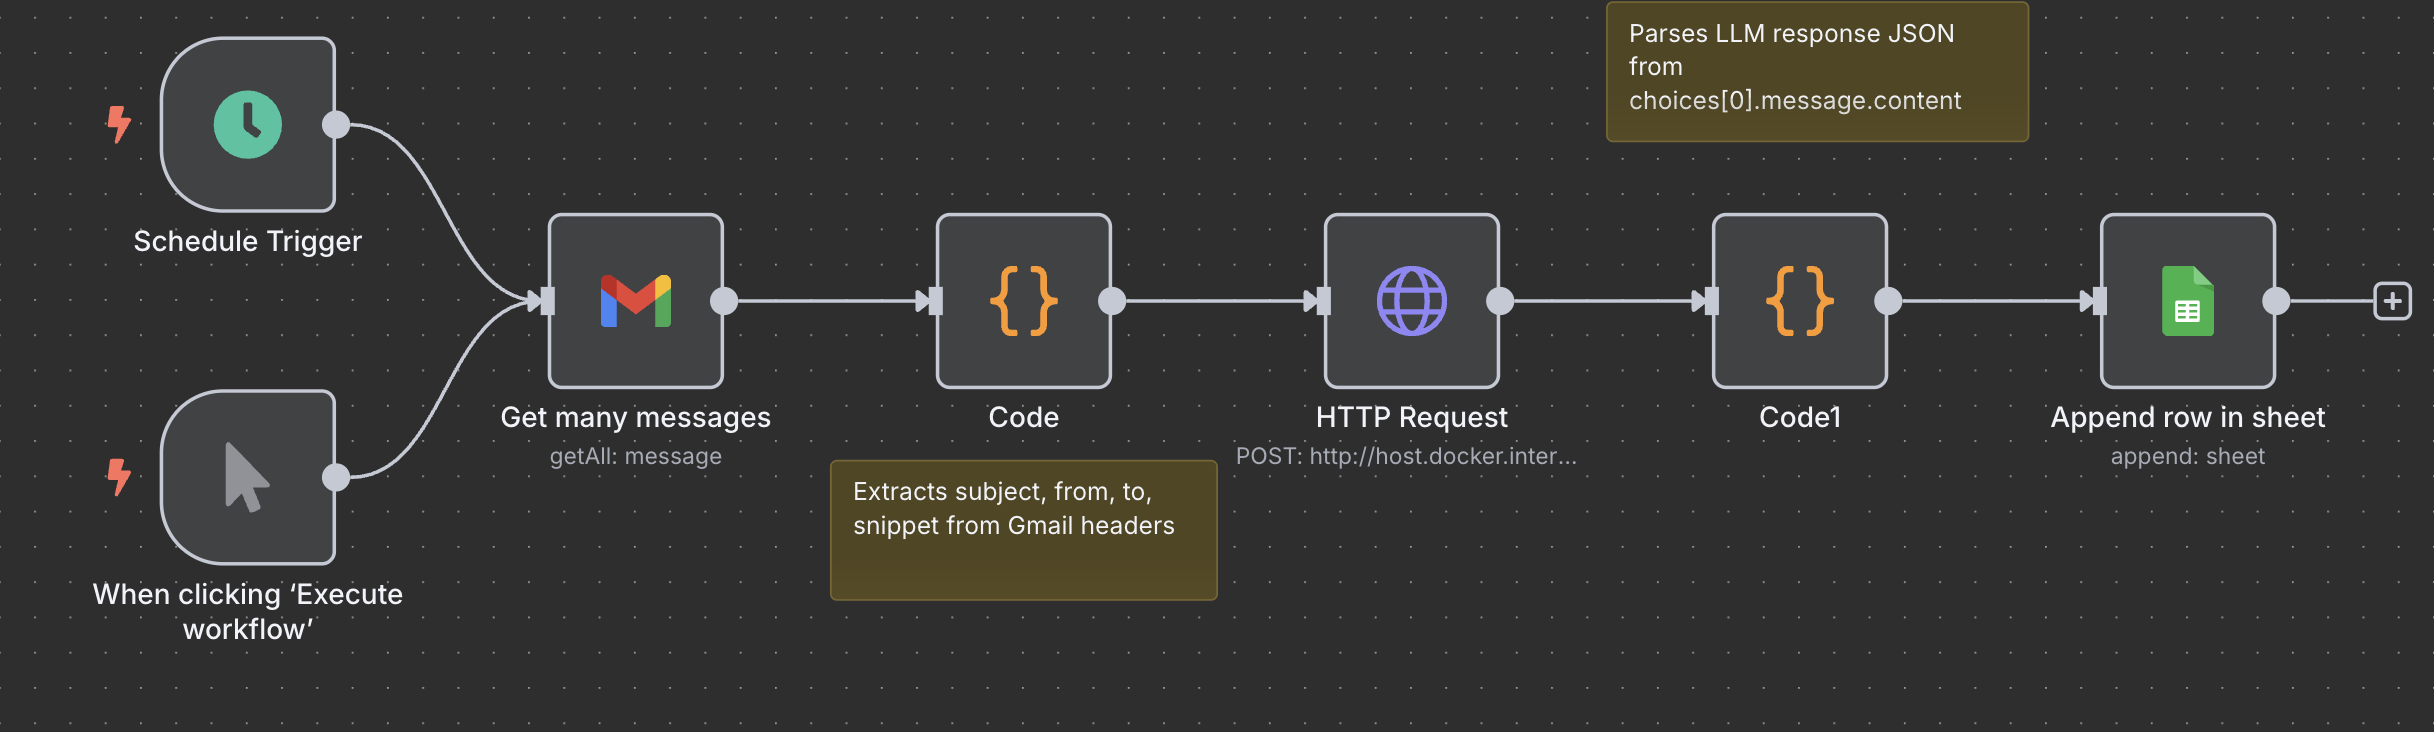 Parses LLM response JSON
from
choices[0].message.content
Schedule Trigger
Get many messages
getAll: message
Code
HTTP Request
POST: http://host.docker.inter...
Code1
Append row in sheet
append: sheet
Extracts subject, from, to,
snippet from Gmail headers
When clicking ‘Execute
workflow’